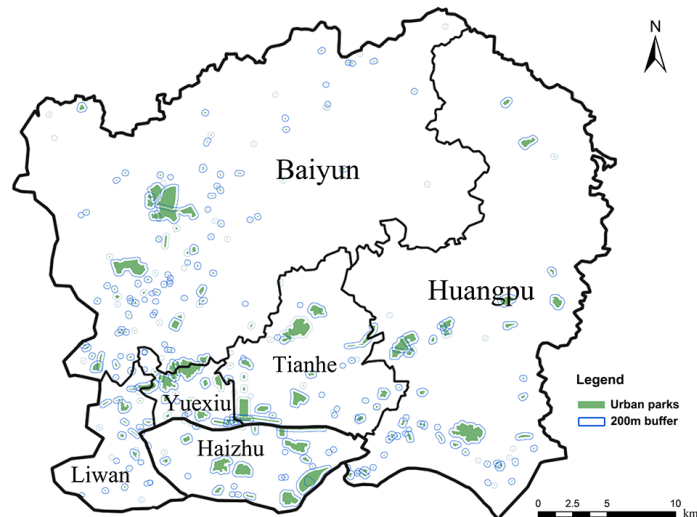 N
Baiyun
Huangpu
Tianhe
Legend
Urban parks
200m buffer
Yuexiu
Haizhu
Liwan
0 2.5 5 10
km